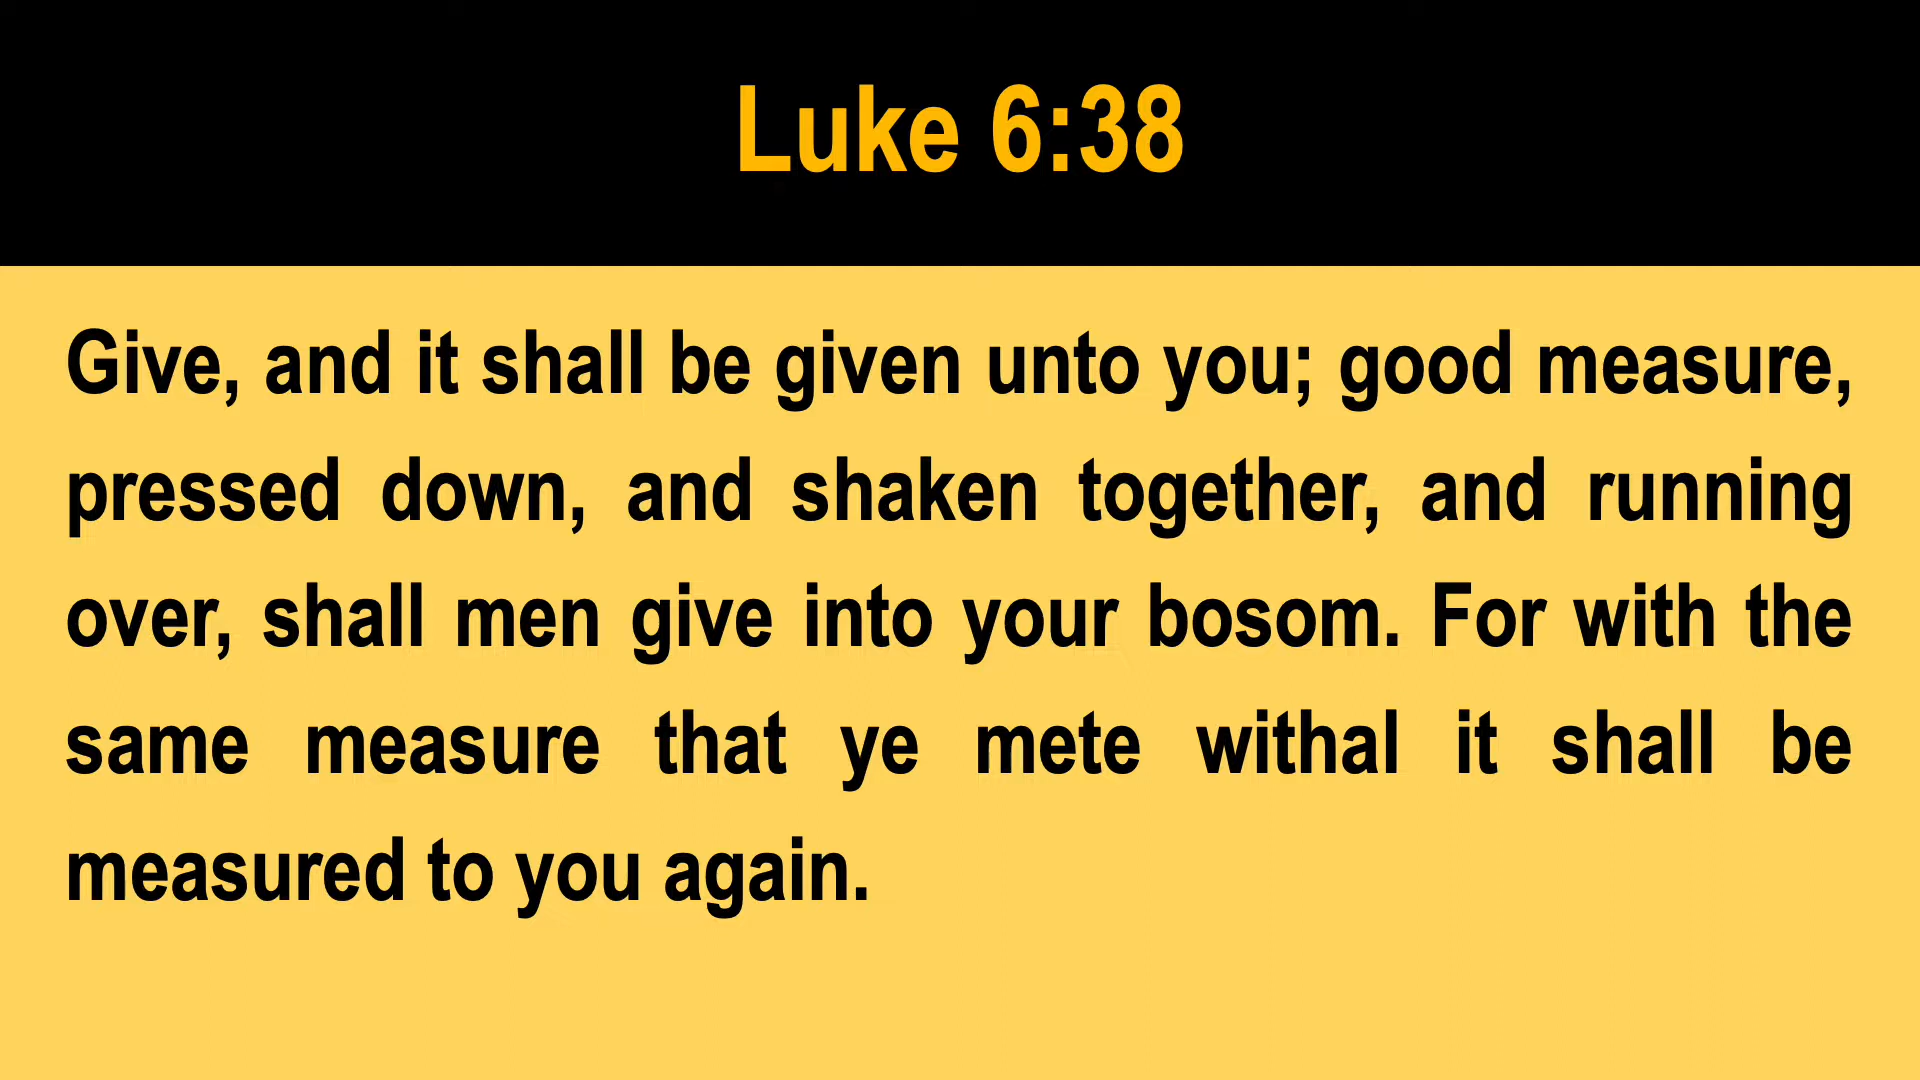 Luke 6:38
Give, and it shall be given unto you; good measure,
pressed down, and shaken together, and running
over, shall men give into your bosom. For with the
same measure that ye mete withal it shall be
measured to you again.